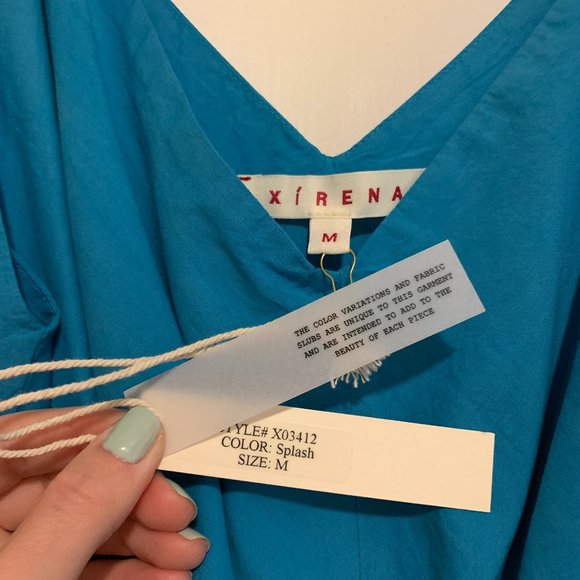 XíRENA
M
THE COLOR VARIATIONS AND FABRIC
SLUBS ARE UNIQUE TO THIS GARMENT
AND ARE INTENDED TO ADD TO THE
BEAUTY OF EACH PIECE
STYLE# X03412
COLOR: Splash
SIZE: M